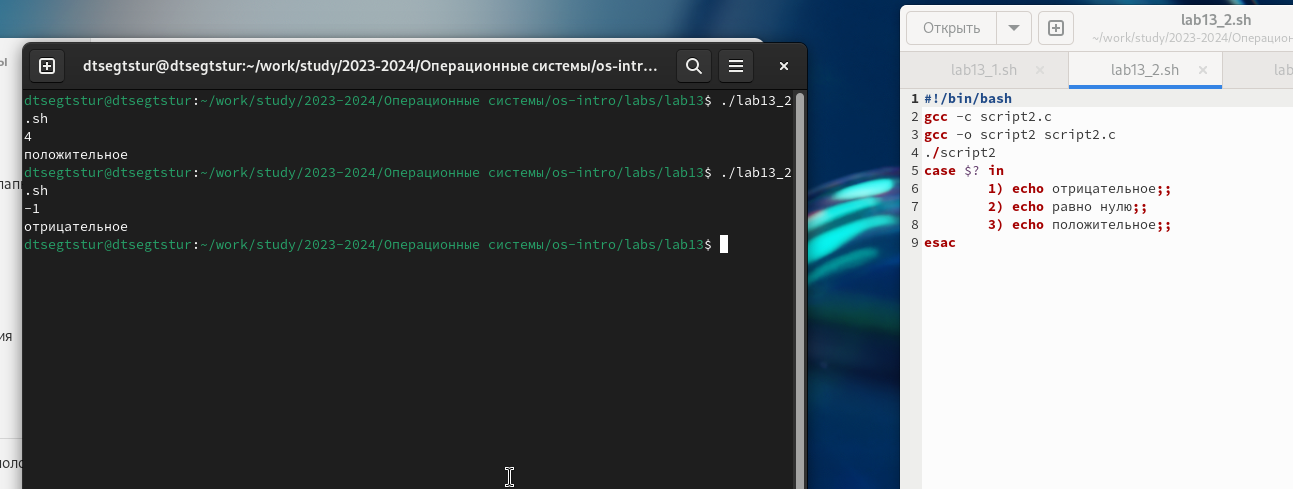 ы
лап
ия
dtsegtstur@dtsegtstur:~/work/study/2023-2024/Операционные системы/os-intr...
dtsegtstur@dtsegtstur:~/work/study/2023-2024/Операционные системы/os-intro/labs/lab13$ ./lab13_2
.sh
4
положительное
dtsegtstur@dtsegtstur:~/work/study/2023-2024/Операционные системы/os-intro/labs/lab13$ ./lab13_2
.sh
-1
отрицательное
dtsegtstur@dtsegtstur:~/work/study/2023-2024/Операционные системы/os-intro/labs/lab13$
Открыть
lab13_2.sh
~/work/study/2023-2024/Операцион
lab13_1.sh
lab13_2.sh
lab
1 #!/bin/bash
2 gcc -c script2.c
3 gcc -o script2 script2.c
4 ./script2
5 case $? in
6 1) echo отрицательное;;
7 2) echo равно нулю;;
8 3) echo положительное;;
9 esac